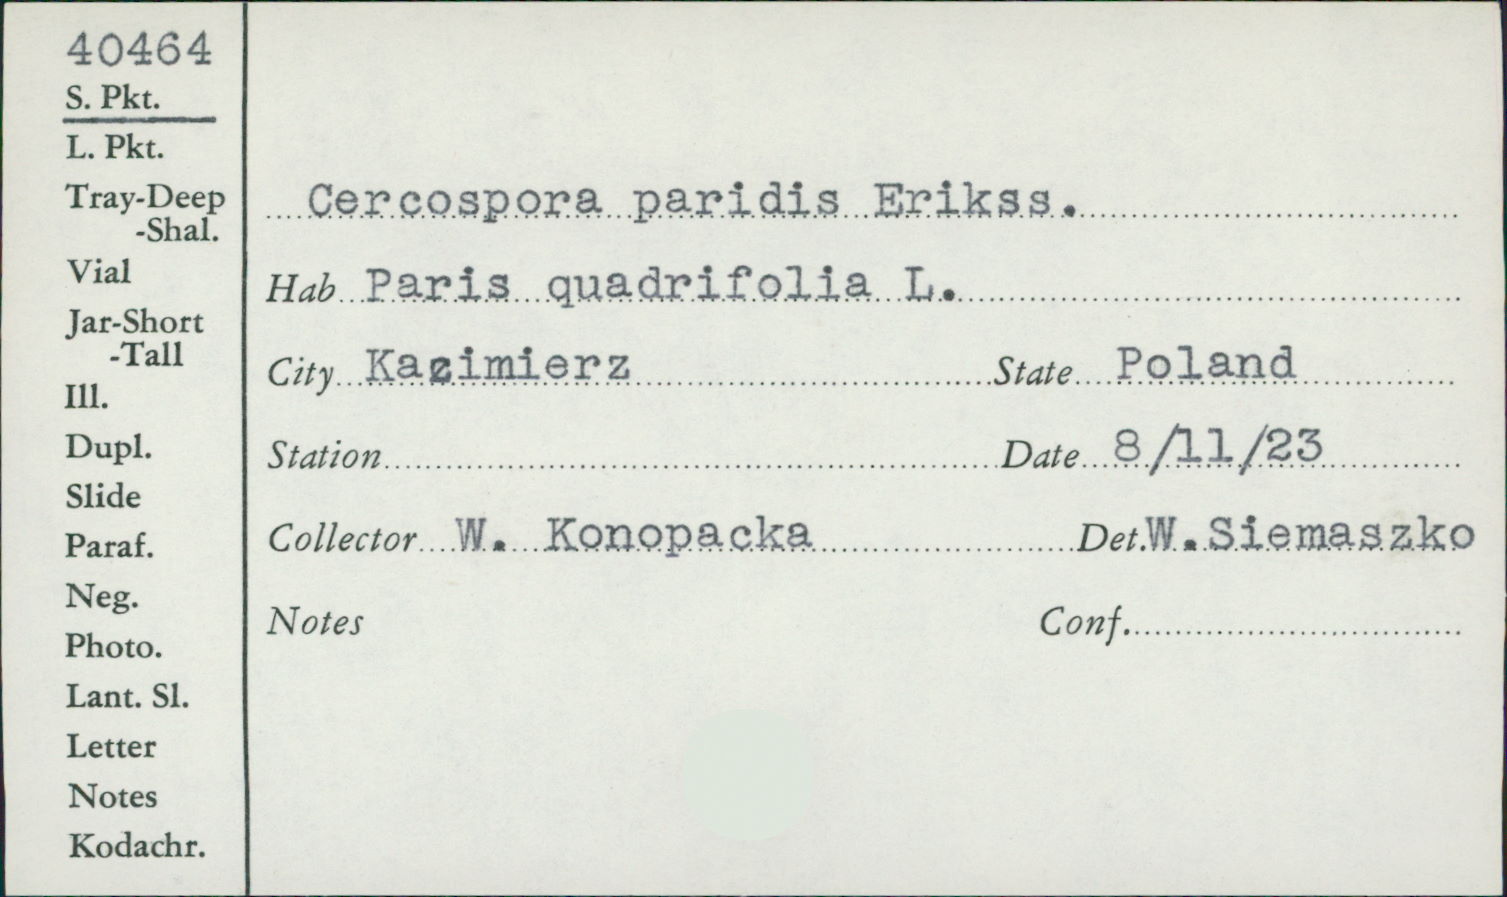 40464
S. Pkt.
L. Pkt.
Tray-Deep
-Shal.
Vial
Jar-Short
-Tall
Ill.
Dupl.
Slide
Paraf.
Neg.
Photo.
Lant. Sl.
Letter
Notes
Kodachr.
Cercospora paridis Erikss.
Hab Paris quadrifolia L.
City Kazimierz State Poland
Station Date 8/11/23
Collector W. Konopacka Det. W.Siemaszko
Notes Conf.